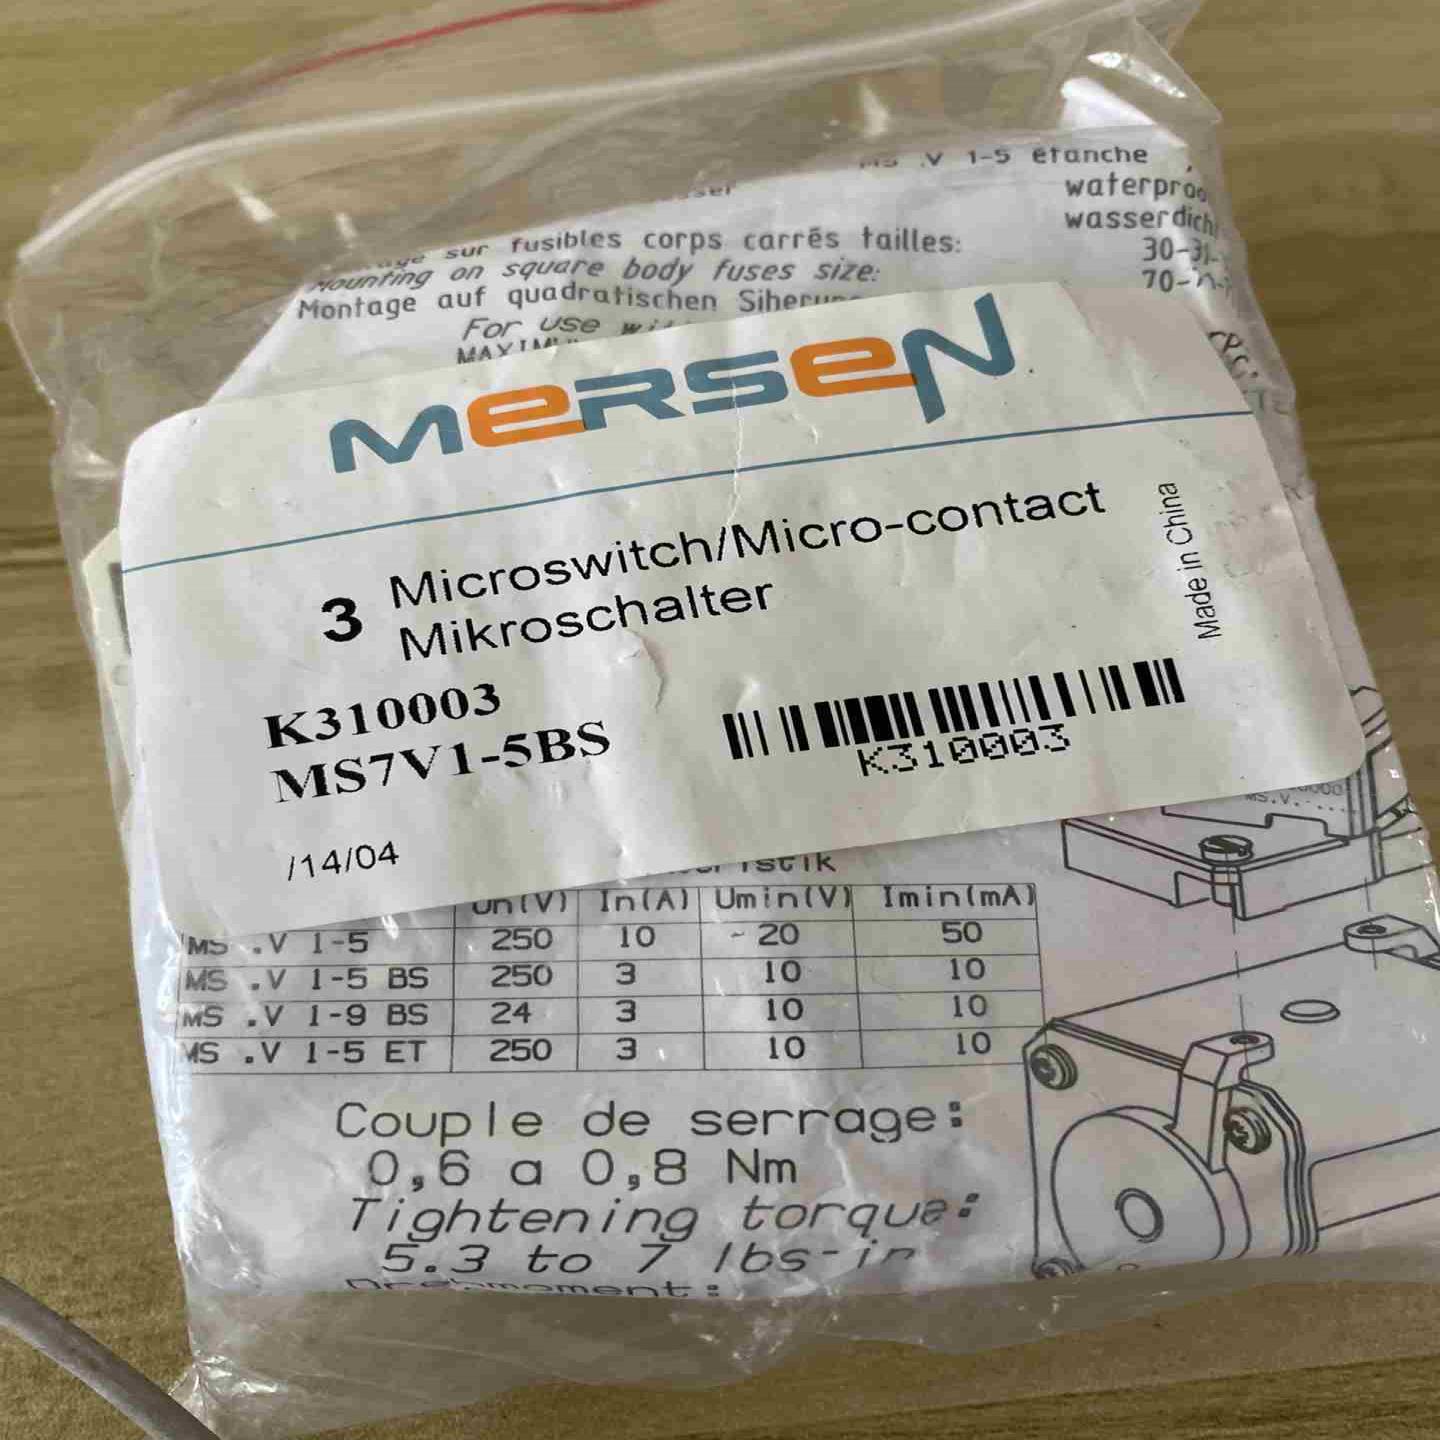 MS .V 1-5 étanche
waterproo
wasserdich
sur fusibles corps carrés tailles:
Mounting on square body fuses size:
Montage auf quadratischen
30-31-
70-
For use
MERSEN
3 Microswitch/Micro-contact
Mikroschalter
Made in China
K310003
MS7V1-5BS
K310003
/14/04
Un(V) In(A) Umin(V) Imin(mA)
MS .V 1-5 250 10 ~ 20 50
MS .V 1-5 BS 250 3 10 10
MS .V 1-9 BS 24 3 10 10
MS .V 1-5 ET 250 3 10 10
Couple de serrage:
0,6 a 0,8 Nm
Tightening torque:
5.3 to 7 lbs-in
Drehmoment: